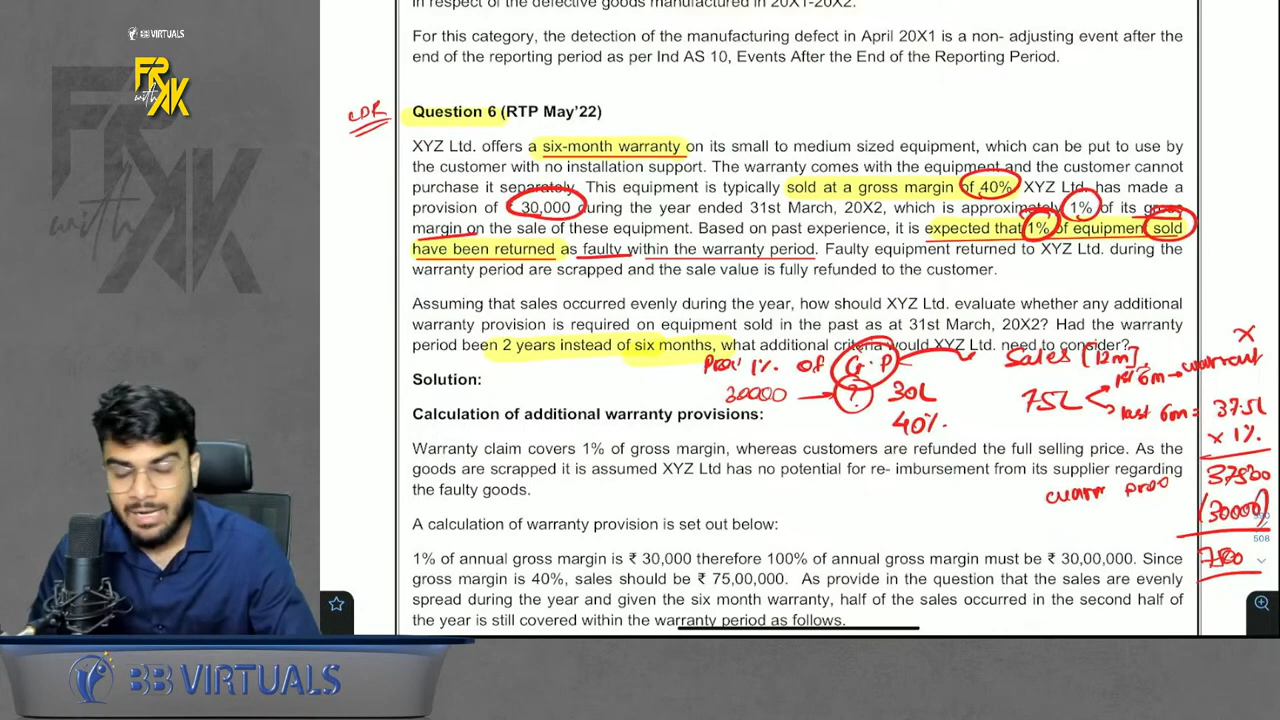 BB VIRTUALS
FR
with
AK
FR
with
AK
in respect of the defective goods manufactured in 20X1-20X2.
For this category, the detection of the manufacturing defect in April 20X1 is a non- adjusting event after the
end of the reporting period as per Ind AS 10, Events After the End of the Reporting Period.
Question 6 (RTP May'22)
XYZ Ltd. offers a six-month warranty on its small to medium sized equipment, which can be put to use by
the customer with no installation support. The warranty comes with the equipment and the customer cannot
purchase it separately. This equipment is typically sold at a gross margin of 40%. XYZ Ltd. has made a
provision of ₹ 30,000 during the year ended 31st March, 20X2, which is approximately 1% of its gross
margin on the sale of these equipment. Based on past experience, it is expected that 1% of equipment sold
have been returned as faulty within the warranty period. Faulty equipment returned to XYZ Ltd. during the
warranty period are scrapped and the sale value is fully refunded to the customer.
Assuming that sales occurred evenly during the year, how should XYZ Ltd. evaluate whether any additional
warranty provision is required on equipment sold in the past as at 31st March, 20X2? Had the warranty
period been 2 years instead of six months, what additional criteria would XYZ Ltd. need to consider?
Prov 1% of G.P Sales [12m] x
Solution:
30000 ? 30L 75L 1st 6m
40% last 6m = 37.5L
x 1%
Calculation of additional warranty provisions:
Warranty claim covers 1% of gross margin, whereas customers are refunded the full selling price. As the
goods are scrapped it is assumed XYZ Ltd has no potential for re- imbursement from its supplier regarding
the faulty goods.
37500
(30000)
7500
A calculation of warranty provision is set out below:
508
1% of annual gross margin is ₹ 30,000 therefore 100% of annual gross margin must be ₹ 30,00,000. Since
gross margin is 40%, sales should be ₹ 75,00,000. As provide in the question that the sales are evenly
spread during the year and given the six month warranty, half of the sales occurred in the second half of
the year is still covered within the warranty period as follows.
BB VIRTUALS